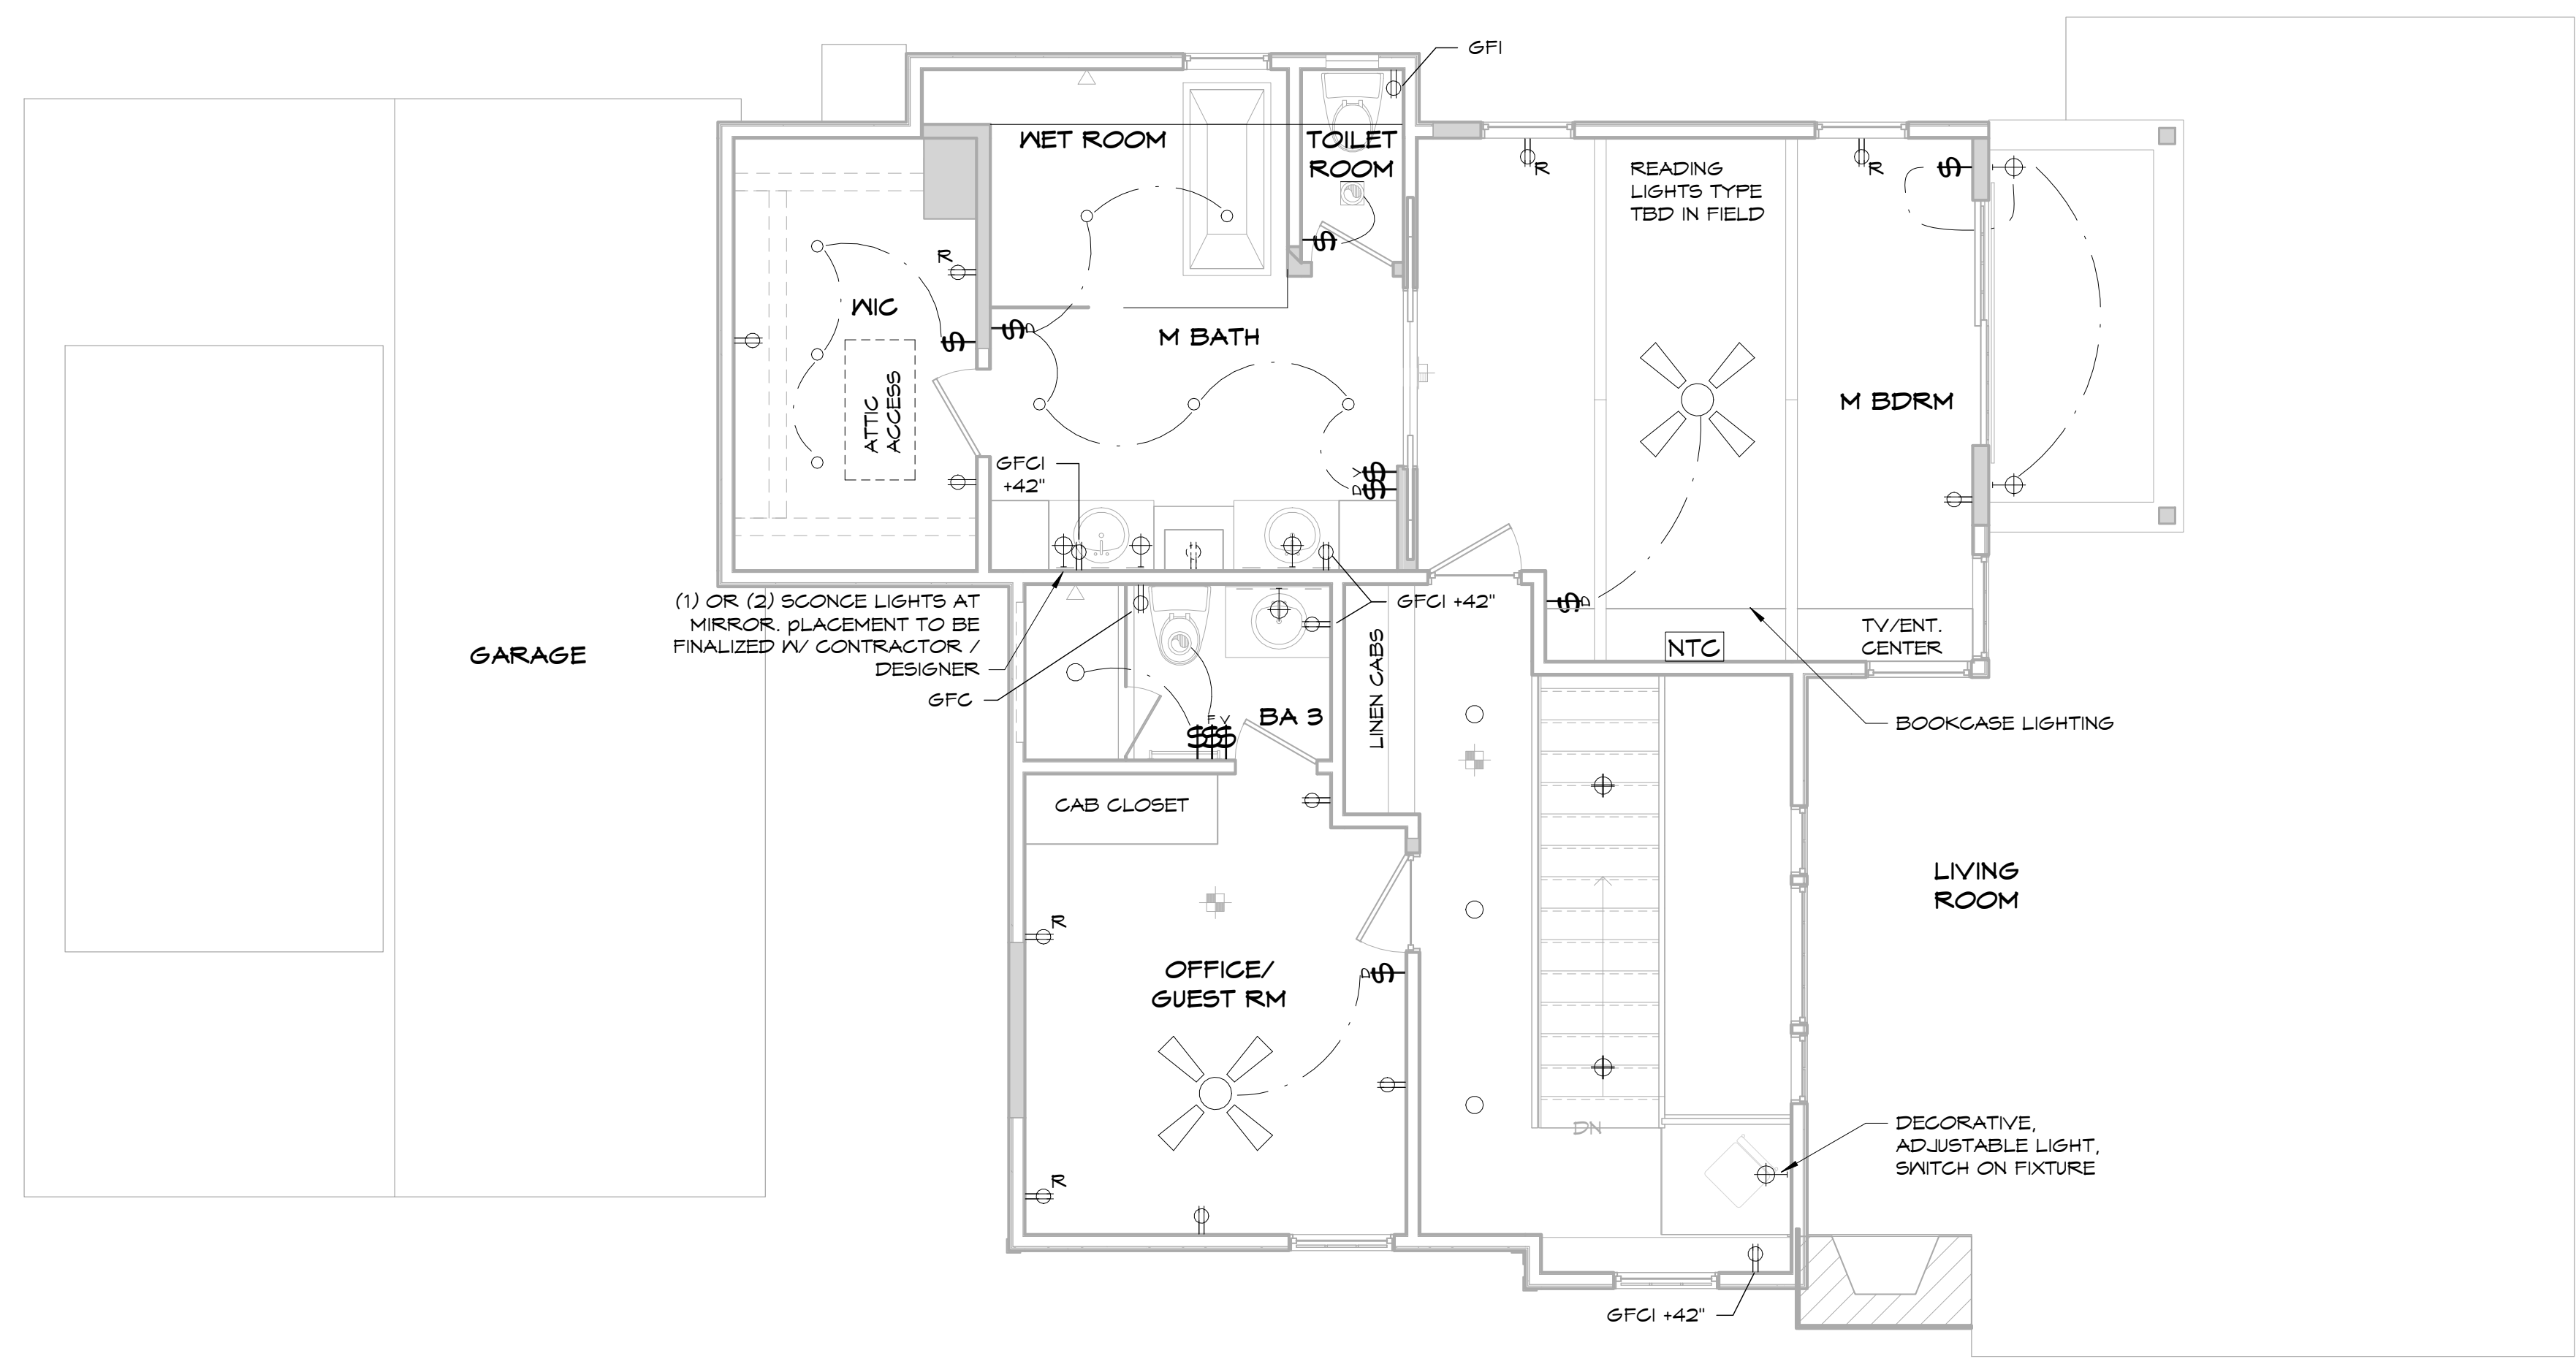 GFI
WET ROOM
TOILET
ROOM
READING
LIGHTS TYPE
TBD IN FIELD
R
R
$
$
R
WIC
$
$
D
M BATH
ATTIC
ACCESS
M BDRM
GFCI
+42"
V
$
D
$
(1) OR (2) SCONCE LIGHTS AT
MIRROR. pLACEMENT TO BE
FINALIZED W/ CONTRACTOR /
DESIGNER
GFC
GFCI +42"
$
D
LINEN CABS
NTC
TV/ENT.
CENTER
GARAGE
F V
$$$
BA 3
BOOKCASE LIGHTING
CAB CLOSET
LIVING
ROOM
R
OFFICE/
GUEST RM
D
$
DN
DECORATIVE,
ADJUSTABLE LIGHT,
SWITCH ON FIXTURE
R
GFCI +42"